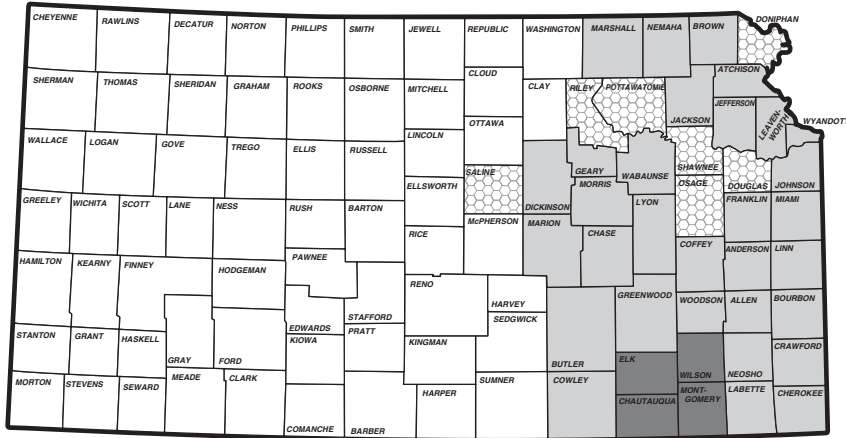 CHEYENNE
RAWLINS
DECATUR
NORTON
PHILLIPS
SMITH
JEWELL
REPUBLIC
WASHINGTON
MARSHALL
NEMAHA
BROWN
DONIPHAN
SHERMAN
THOMAS
SHERIDAN
GRAHAM
ROOKS
OSBORNE
MITCHELL
CLOUD
CLAY
RILEY
POTTAWATOMIE
ATCHISON
JACKSON
JEFFERSON
LEAVEN-
WORTH
WYANDOTT
WALLACE
LOGAN
GOVE
TREGO
ELLIS
RUSSELL
LINCOLN
OTTAWA
SALINE
ELLSWORTH
DICKINSON
GEARY
MORRIS
WABAUNSE
SHAWNEE
OSAGE
DOUGLAS
JOHNSON
GREELEY
WICHITA
SCOTT
LANE
NESS
RUSH
BARTON
RICE
McPHERSON
MARION
CHASE
LYON
COFFEY
FRANKLIN
MIAMI
ANDERSON
LINN
HAMILTON
KEARNY
FINNEY
HODGEMAN
PAWNEE
STAFFORD
EDWARDS
RENO
HARVEY
SEDGWICK
BUTLER
GREENWOOD
WOODSON
ALLEN
BOURBON
STANTON
GRANT
HASKELL
GRAY
FORD
KIOWA
PRATT
KINGMAN
ELK
WILSON
NEOSHO
CRAWFORD
MORTON
STEVENS
SEWARD
MEADE
CLARK
COMANCHE
BARBER
HARPER
SUMNER
COWLEY
CHAUTAUQUA
MONT-
GOMERY
LABETTE
CHEROKEE